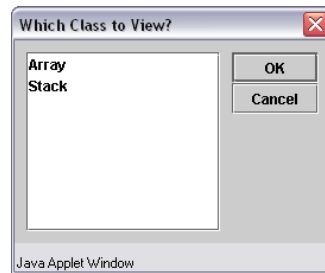 Which Class to View?
Array
Stack
OK
Cancel
Java Applet Window